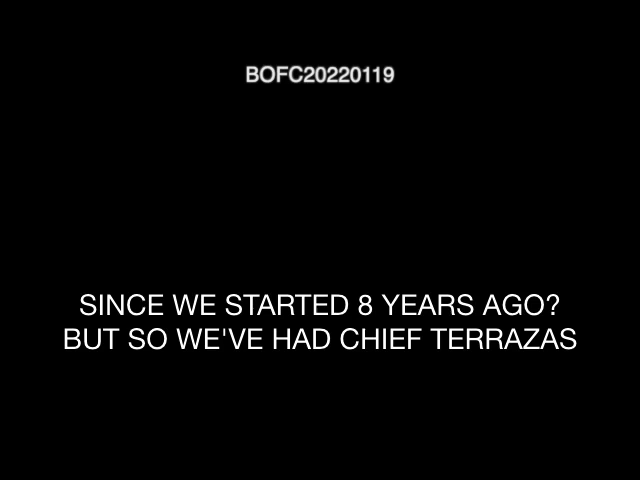 BOFC20220119
SINCE WE STARTED 8 YEARS AGO?
BUT SO WE'VE HAD CHIEF TERRAZAS